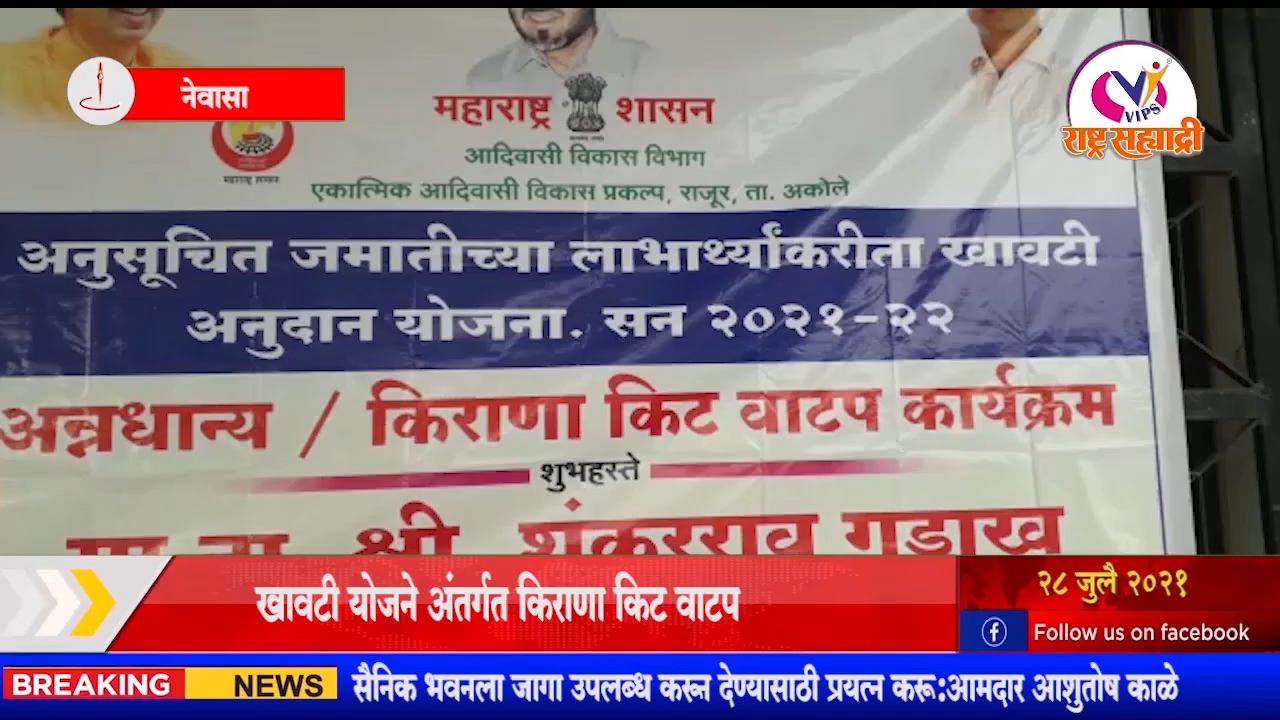 नेवासा
VIPS
राष्ट्र सह्याद्री
महाराष्ट्र शासन
महाराष्ट्र शासन
आदिवासी विकास विभाग
एकात्मिक आदिवासी विकास प्रकल्प, राजूर, ता. अकोले
अनुसूचित जमातीच्या लाभार्थ्यांकरीता खावटी
अनुदान योजना. सन २०२१-२२
अन्नधान्य / किराणा किट वाटप कार्यक्रम
शुभहस्ते
श्री. शंकरराव गडाख
खावटी योजने अंतर्गत किराणा किट वाटप
२८ जुलै २०२१
Follow us on facebook
BREAKING NEWS
सैनिक भवनला जागा उपलब्ध करून देण्यासाठी प्रयत्न करू:आमदार आशुतोष काळे